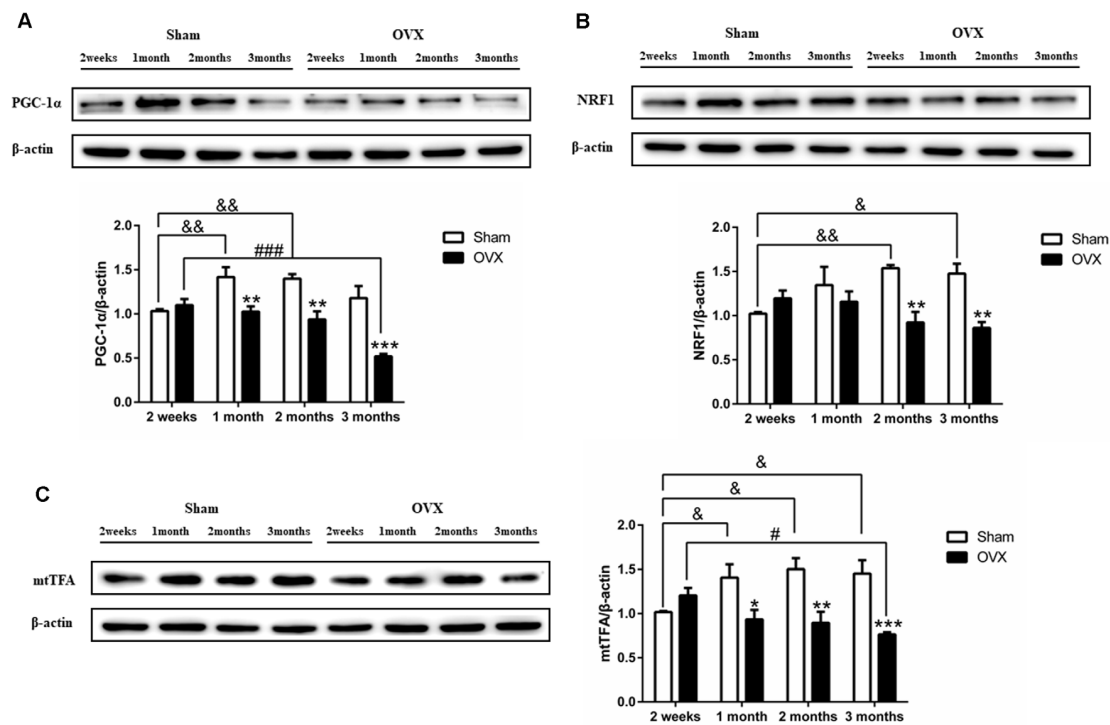 A
Sham OVX
2weeks 1month 2months 3months 2weeks 1month 2months 3months
PGC-1α
β-actin
&&
&&
###
Sham
OVX
PGC-1α/β-actin
2.0
1.5
1.0
0.5
0.0
** ** ***
2 weeks 1 month 2 months 3 months
B
Sham OVX
2weeks 1month 2months 3months 2weeks 1month 2months 3months
NRF1
β-actin
&
&&
Sham
OVX
NRF1/β-actin
2.0
1.5
1.0
0.5
0.0
** **
2 weeks 1 month 2 months 3 months
C
Sham OVX
2weeks 1month 2months 3months 2weeks 1month 2months 3months
mtTFA
β-actin
&
&
&
#
Sham
OVX
mtTFA/β-actin
2.0
1.5
1.0
0.5
0.0
* ** ***
2 weeks 1 month 2 months 3 months